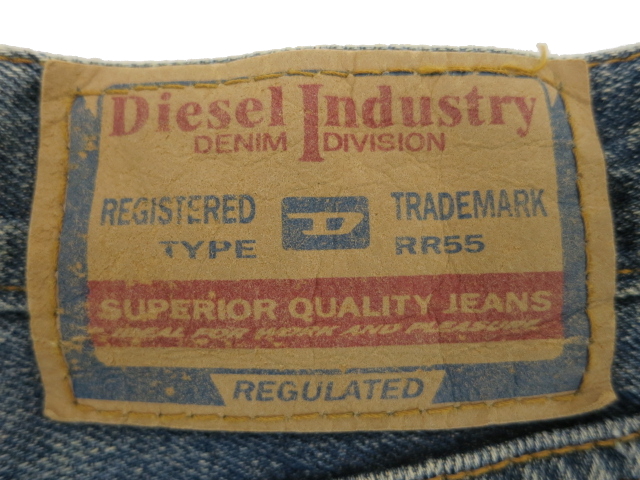 Diesel Industry
DENIM DIVISION
REGISTERED D TRADEMARK
TYPE RR55
SUPERIOR QUALITY JEANS
IDEAL FOR WORK AND PLEASURE
REGULATED